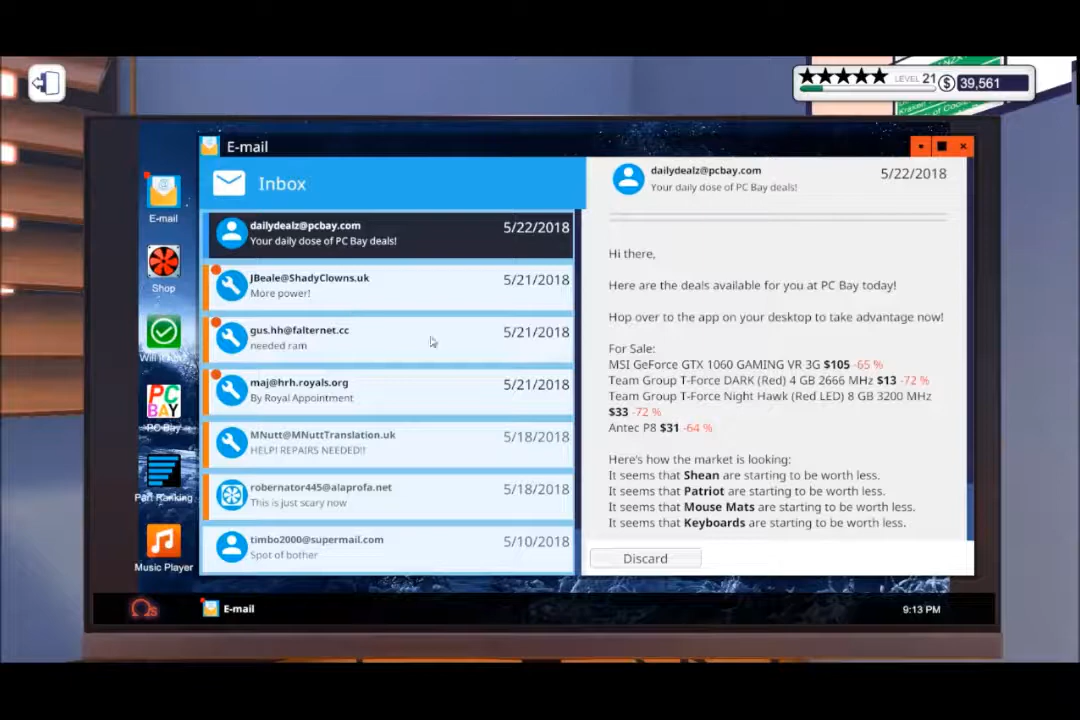 LEVEL 21
$ 39,561
E-mail
Inbox
dailydealz@pcbay.com
Your daily dose of PC Bay deals!
5/22/2018
JBeale@ShadyClowns.uk
More power!
5/21/2018
gus.hh@falternet.cc
needed ram
5/21/2018
maj@hrh.royals.org
By Royal Appointment
5/21/2018
MNutt@MNuttTranslation.uk
HELP! REPAIRS NEEDED!!
5/18/2018
robernator445@alaprofa.net
This is just scary now
5/18/2018
timbo2000@supermail.com
Spot of bother
5/10/2018
dailydealz@pcbay.com
Your daily dose of PC Bay deals!
5/22/2018
Hi there,
Here are the deals available for you at PC Bay today!
Hop over to the app on your desktop to take advantage now!
For Sale:
MSI GeForce GTX 1060 GAMING VR 3G $105 -65 %
Team Group T-Force DARK (Red) 4 GB 2666 MHz $13 -72 %
Team Group T-Force Night Hawk (Red LED) 8 GB 3200 MHz
$33 -72 %
Antec P8 $31 -64 %
Here's how the market is looking:
It seems that Shean are starting to be worth less.
It seems that Patriot are starting to be worth less.
It seems that Mouse Mats are starting to be worth less.
It seems that Keyboards are starting to be worth less.
Discard
E-mail
Shop
PC
BAY
PC Bay
Part Ranking
Music Player
E-mail
9:13 PM